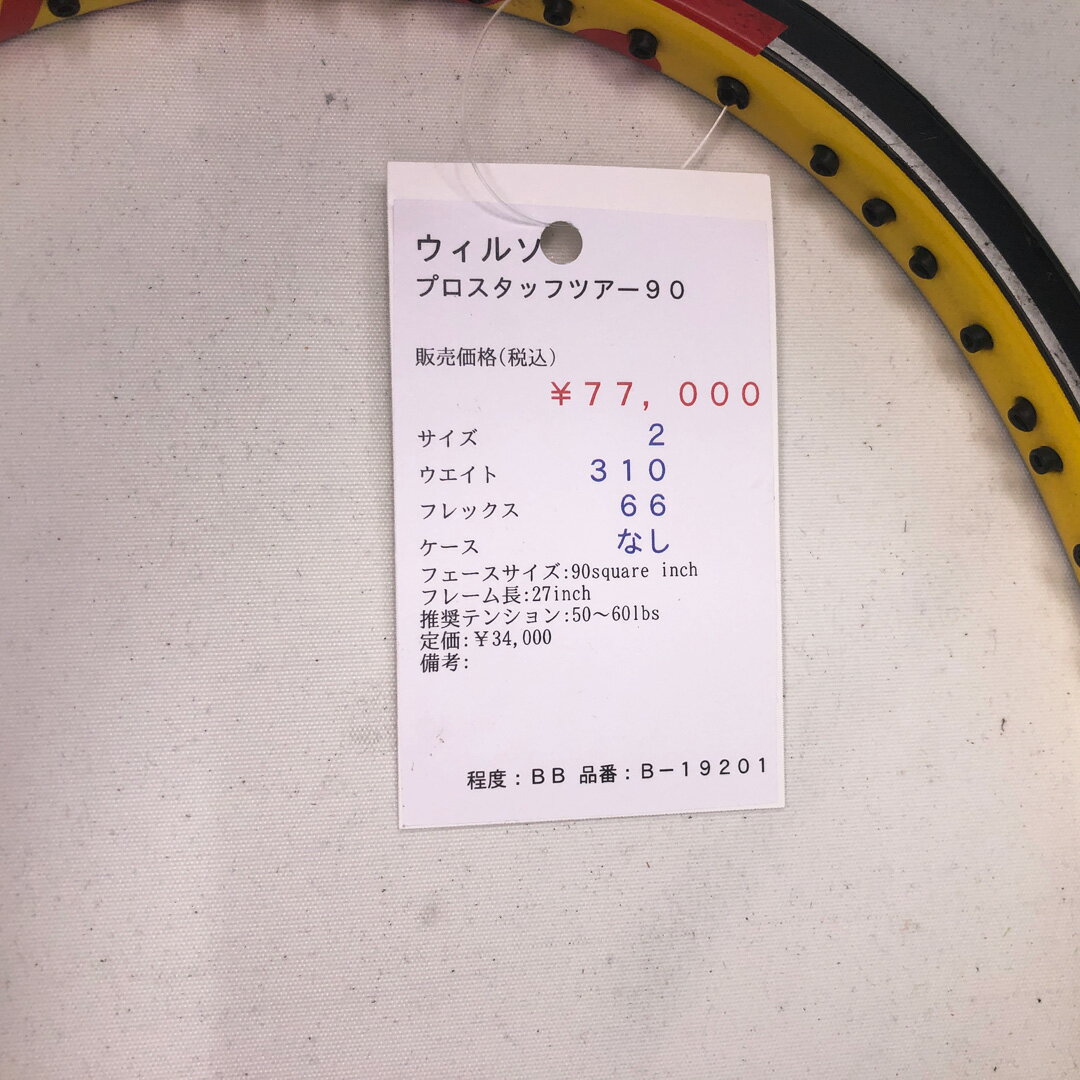 ウィルソ
プロスタッフツアー９０
販売価格(税込)
￥７７，０００
サイズ ２
ウエイト ３１０
フレックス ６６
ケース なし
フェースサイズ:90square inch
フレーム長:27inch
推奨テンション:50～60lbs
定価:￥34,000
備考:
程度：ＢＢ 品番：Ｂ－１９２０１